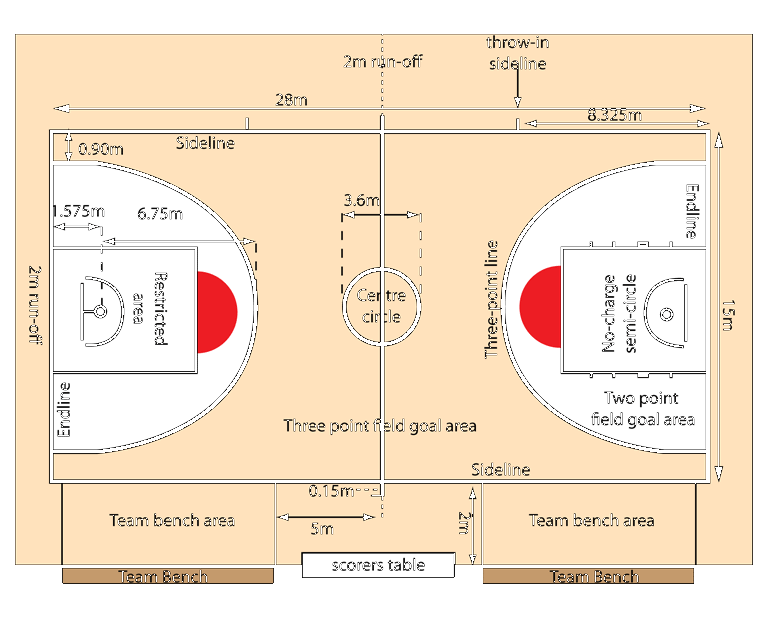 throw-in
sideline
2m run-off
28m
8.325m
Sideline
0.90m
1.575m
6.75m
3.6m
Endline
2m run-off
Restricted
area
Centre
circle
Three-point line
No-charge
semi-circle
15m
Endline
Two point
field goal area
Three point field goal area
Sideline
0.15m
5m
2m
Team bench area
Team bench area
scorers table
Team Bench
Team Bench